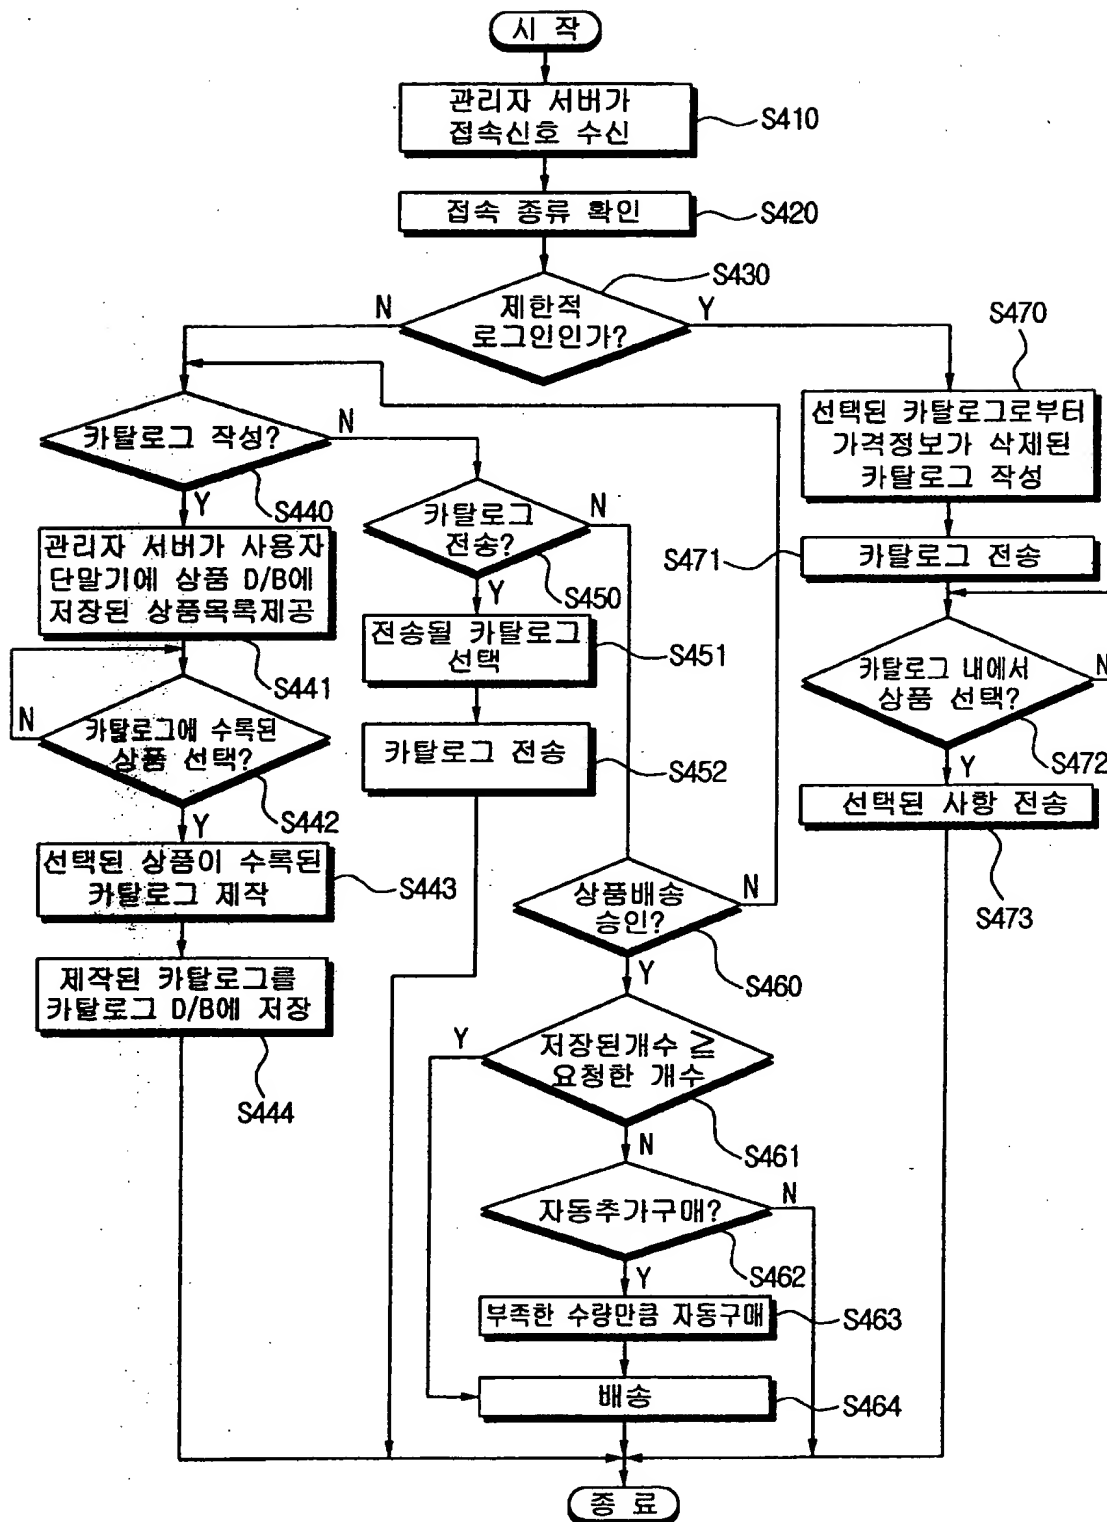 시 작
관리자 서버가
접속신호 수신
S410
접속 종류 확인
S420
S430
제한적
로그인인가?
N
Y
S470
선택된 카탈로그로부터
가격정보가 삭제된
카탈로그 작성
카탈로그 작성?
N
Y
S440
카탈로그
전송?
N
Y
S450
S471
카탈로그 전송
관리자 서버가 사용자
단말기에 상품 D/B에
저장된 상품목록제공
S441
전송될 카탈로그
선택
S451
카탈로그 내에서
상품 선택?
N
Y
S472
카탈로그에 수록된
상품 선택?
N
Y
S442
카탈로그 전송
S452
선택된 사항 전송
S473
선택된 상품이 수록된
카탈로그 제작
S443
상품배송
승인?
N
Y
S460
제작된 카탈로그를
카탈로그 D/B에 저장
S444
저장된개수 ≧
요청한 개수
Y
N
S461
자동추가구매?
N
Y
S462
부족한 수량만큼 자동구매
S463
배송
S464
종 료